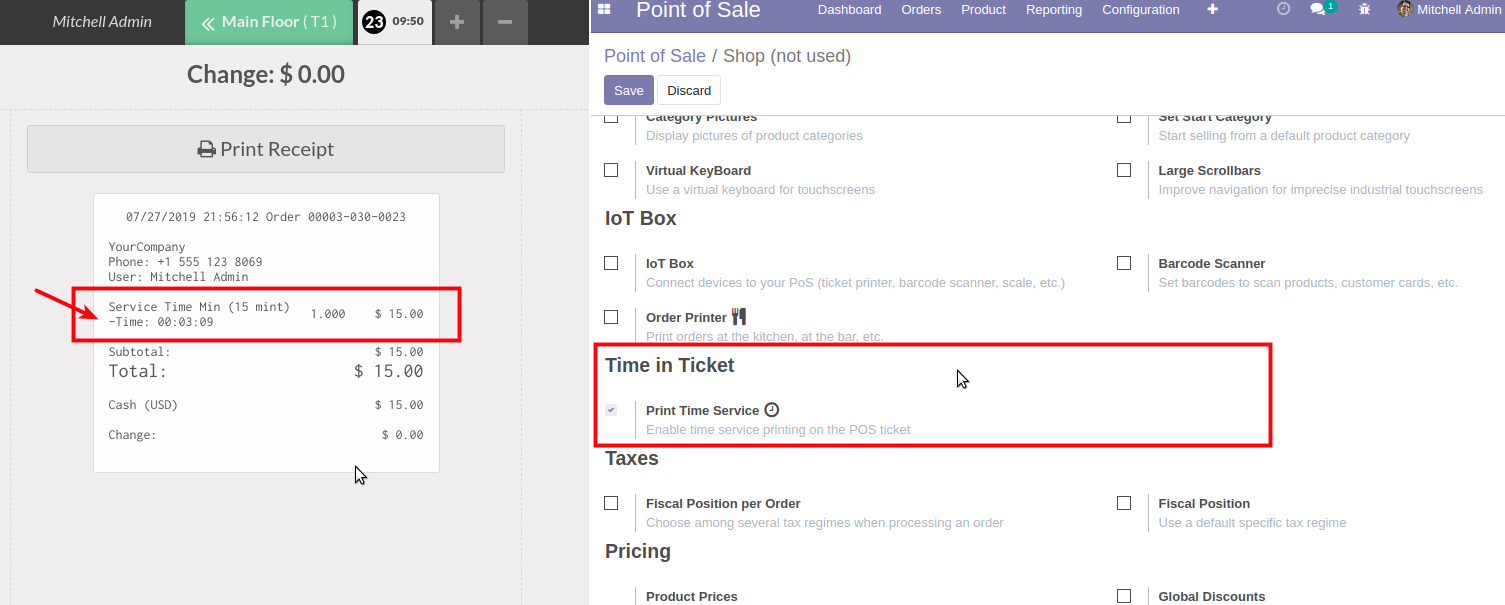 Mitchell Admin
Main Floor ( T1 )
23 09:50
Change: $ 0.00
Print Receipt
07/27/2019 21:56:12 Order 00003-030-0023
YourCompany
Phone: +1 555 123 8069
User: Mitchell Admin
Service Time Min (15 mint) 1.000 $ 15.00
-Time: 00:03:09
Subtotal: $ 15.00
Total: $ 15.00
Cash (USD) $ 15.00
Change: $ 0.00
Point of Sale Dashboard Orders Product Reporting Configuration 1 Mitchell Admin
Point of Sale / Shop (not used)
Save Discard
Category Pictures Set Start Category
Display pictures of product categories Start selling from a default product category
Virtual KeyBoard Large Scrollbars
Use a virtual keyboard for touchscreens Improve navigation for imprecise industrial touchscreens
IoT Box
IoT Box Barcode Scanner
Connect devices to your PoS (ticket printer, barcode scanner, scale, etc.) Set barcodes to scan products, customer cards, etc.
Order Printer
Print orders at the kitchen, at the bar, etc.
Time in Ticket
Print Time Service
Enable time service printing on the POS ticket
Taxes
Fiscal Position per Order Fiscal Position
Choose among several tax regimes when processing an order Use a default specific tax regime
Pricing
Product Prices Global Discounts